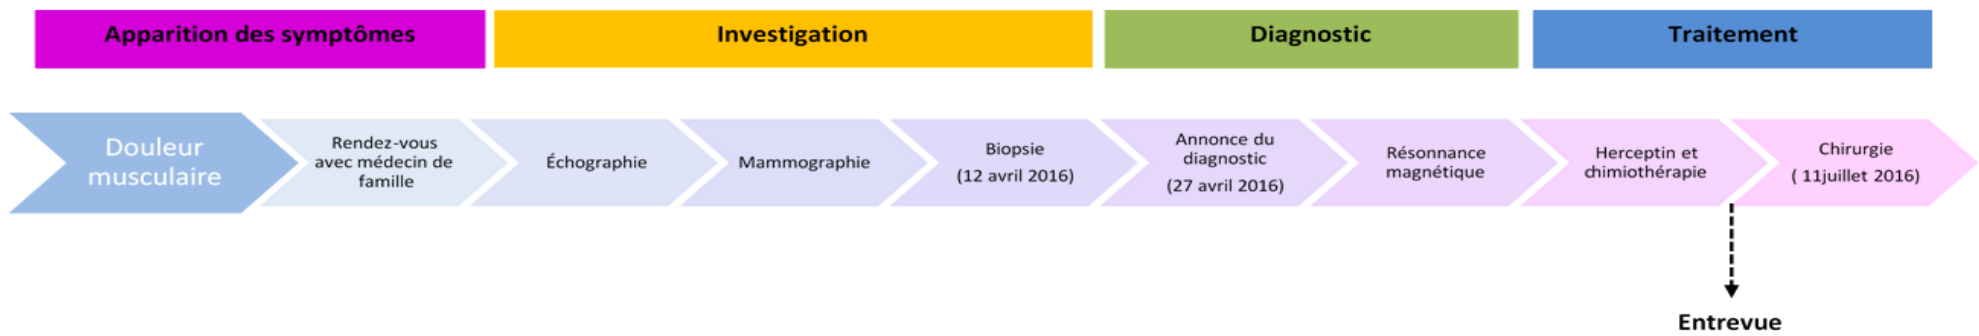 Apparition des symptômes
Investigation
Diagnostic
Traitement
Douleur
musculaire
Rendez-vous
avec médecin de
famille
Échographie
Mammographie
Biopsie
(12 avril 2016)
Annonce du
diagnostic
(27 avril 2016)
Résonnance
magnétique
Herceptin et
chimiothérapie
Chirurgie
( 11juillet 2016)
Entrevue